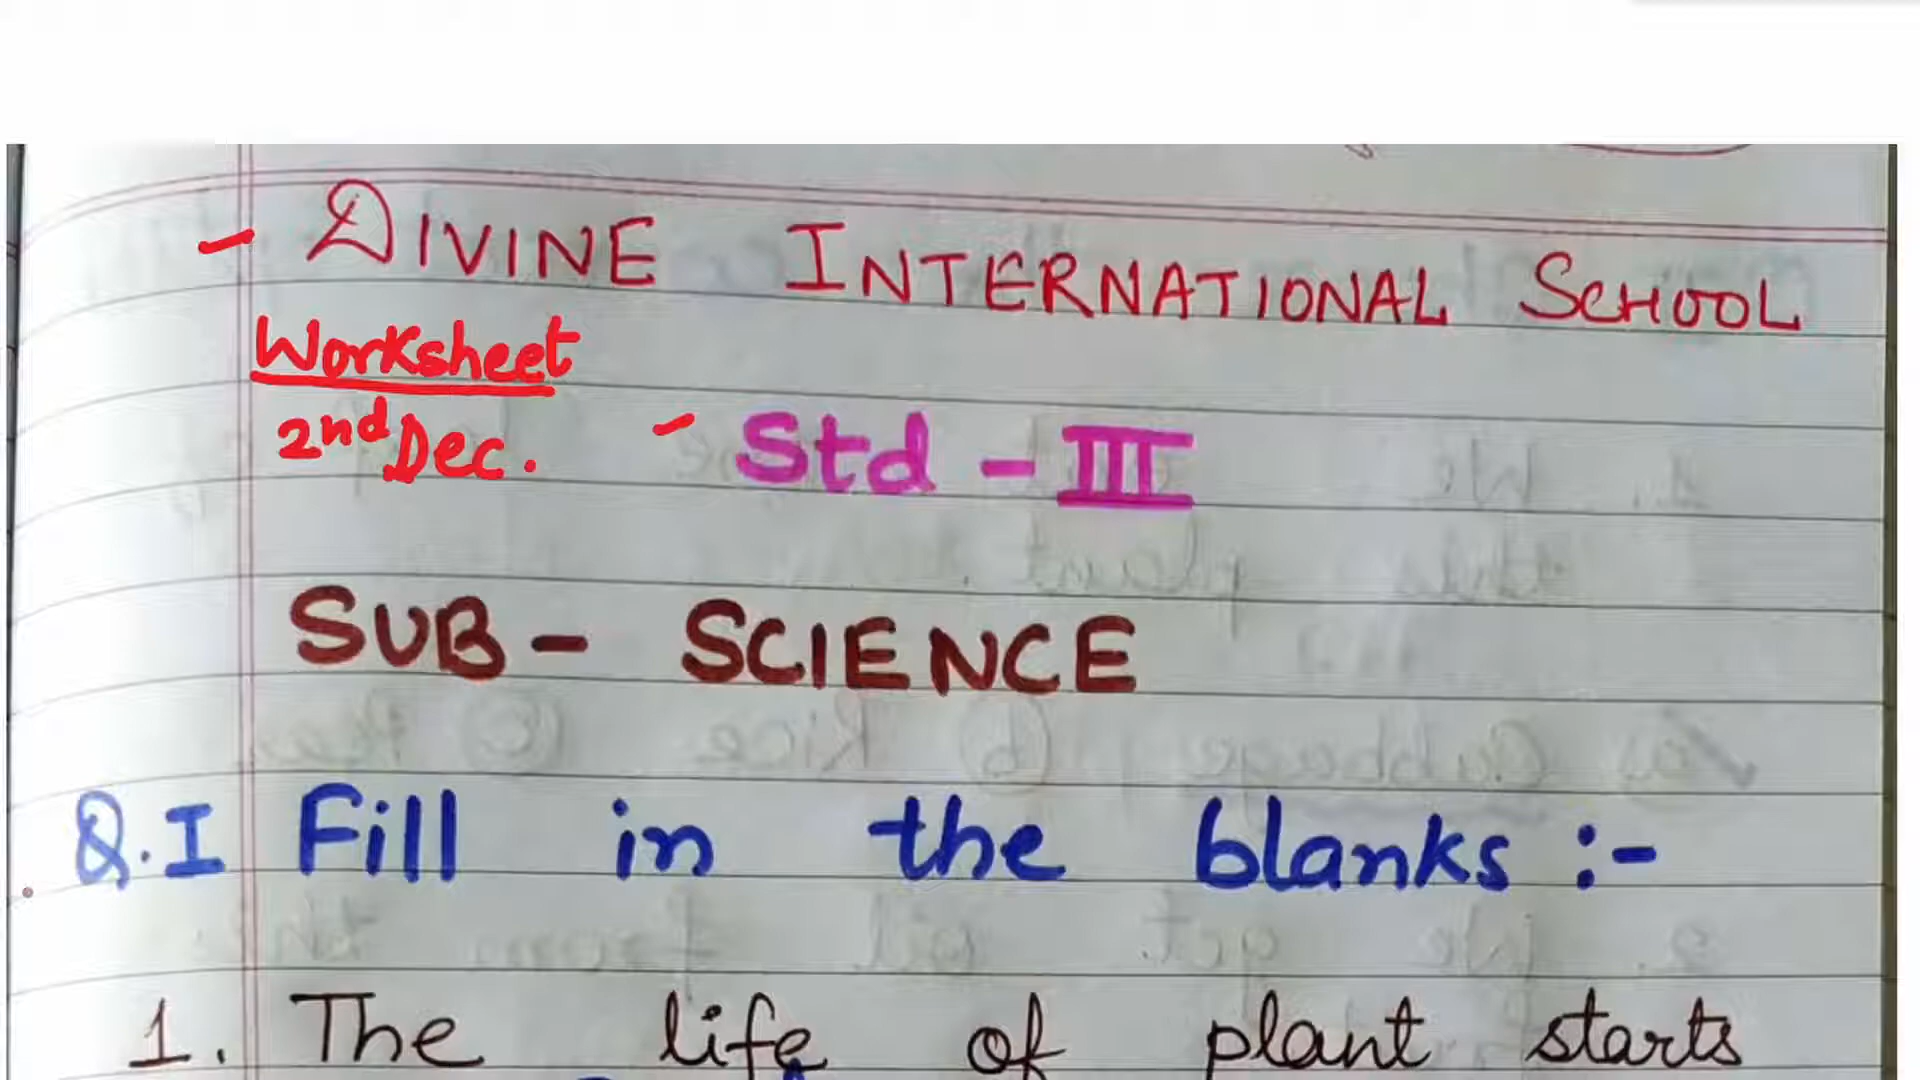 - DIVINE INTERNATIONAL SCHOOL
Worksheet
2nd Dec.
- Std - III
SUB - SCIENCE
Q.I Fill in the blanks :-
1. The life of plant starts